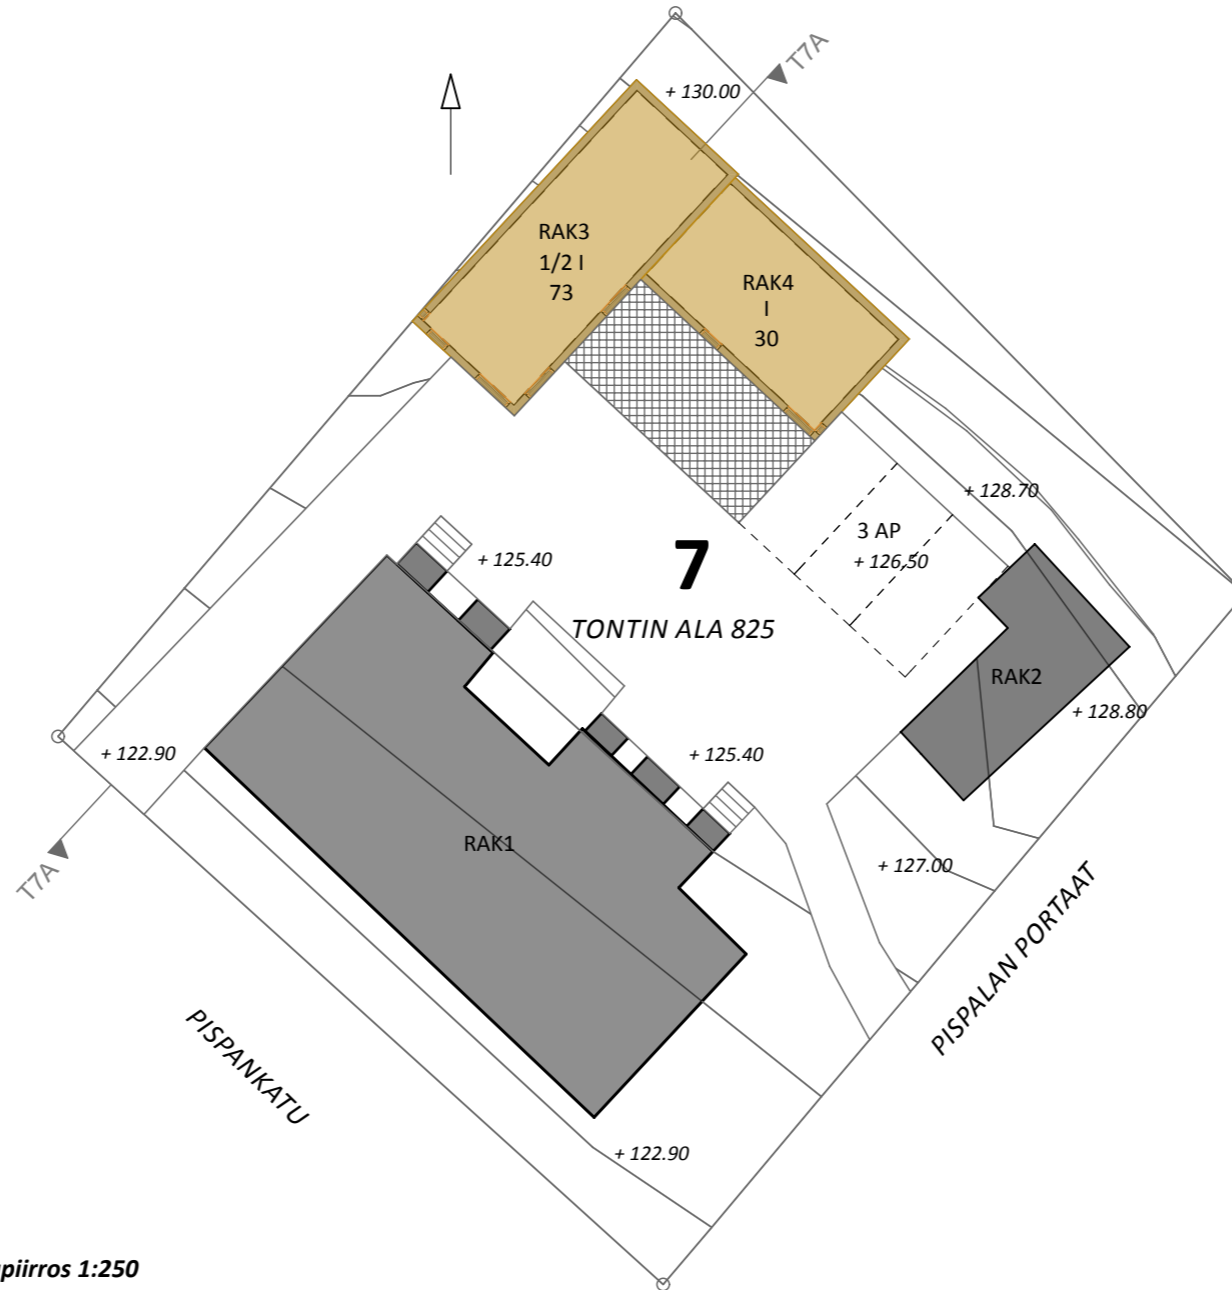 T7A
+ 130.00
RAK3
1/2 I
73
RAK4
I
30
+ 128.70
3 AP
+ 126.50
7
+ 125.40
TONTIN ALA 825
RAK2
+ 128.80
+ 122.90
+ 125.40
RAK1
T7A
+ 127.00
PISPALAN PORTAAT
PISPANKATU
+ 122.90
piirros 1:250